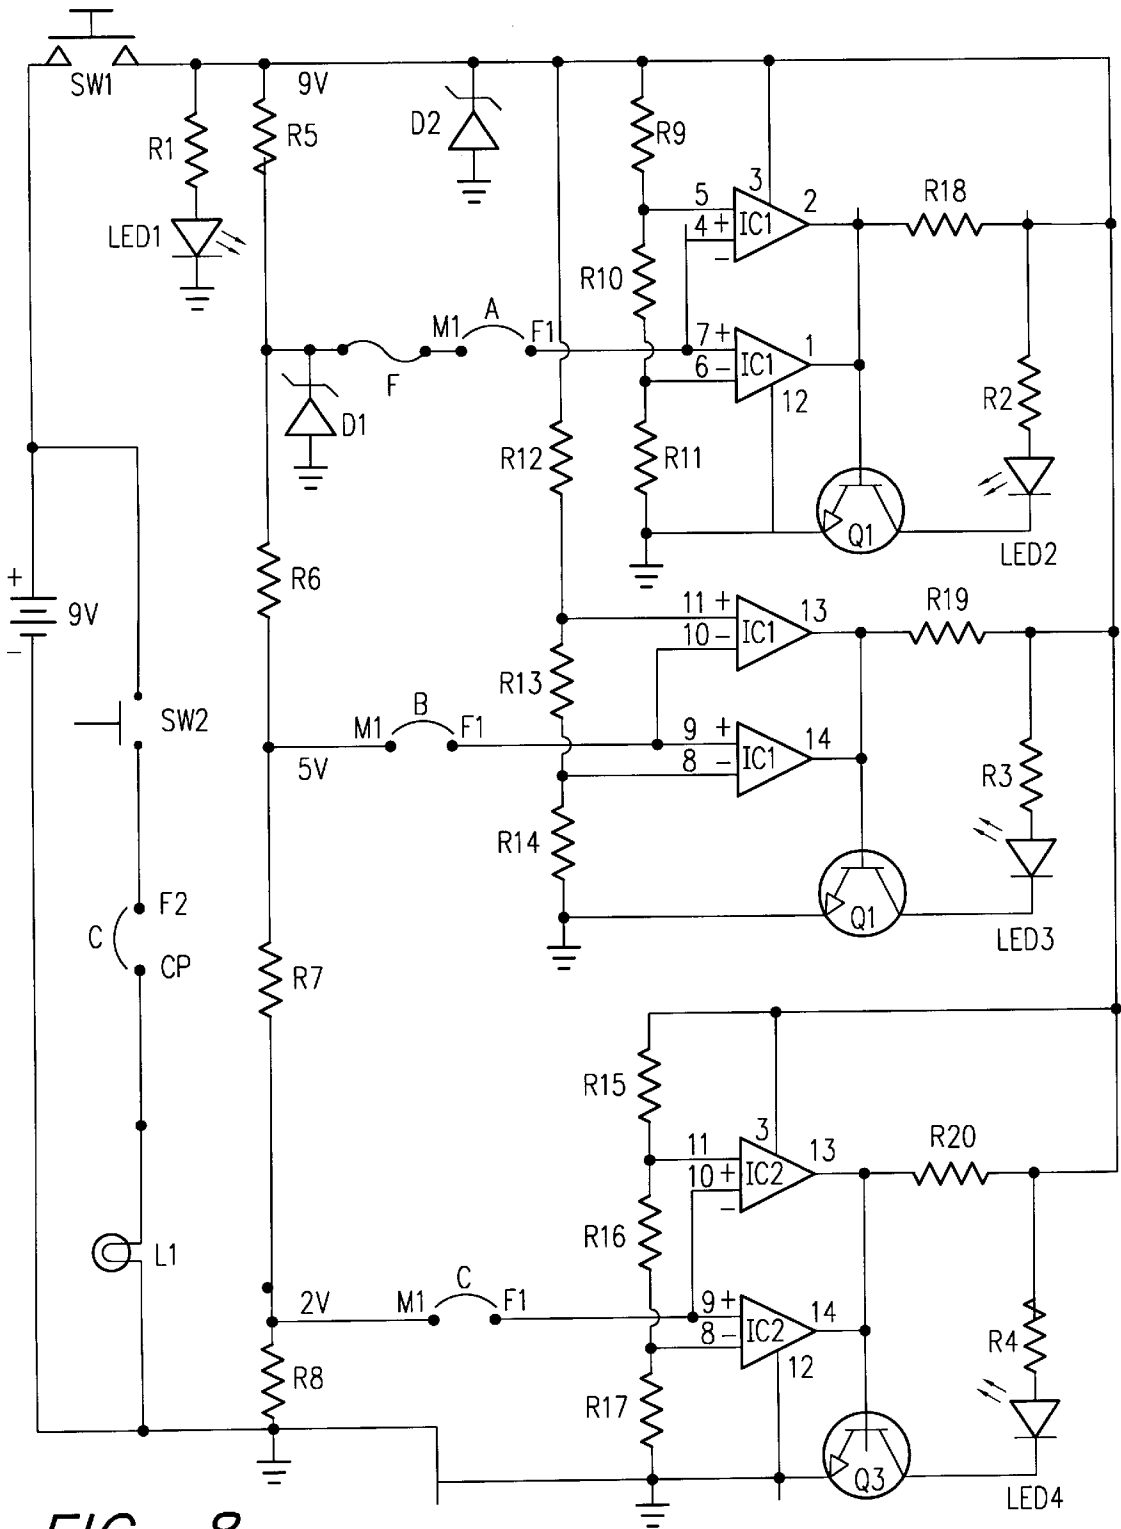 SW1
9V
R1
R5
D2
R9
3
5
2
R18
4 +
IC1
LED1
−
R10
M1
A
F1
7 +
1
6 −
IC1
F
12
R2
D1
R12
R11
Q1
LED2
+
9V
−
R6
11 +
13
R19
10 −
IC1
R13
SW2
M1
B
F1
9 +
14
5V
8 −
IC1
R3
R14
F2
C
Q1
LED3
CP
R7
R15
3
11
13
R20
10 +
IC2
−
R16
L1
2V
M1
C
F1
9 +
14
8 −
IC2
R4
12
R8
R17
Q3
LED4
FIG. 8